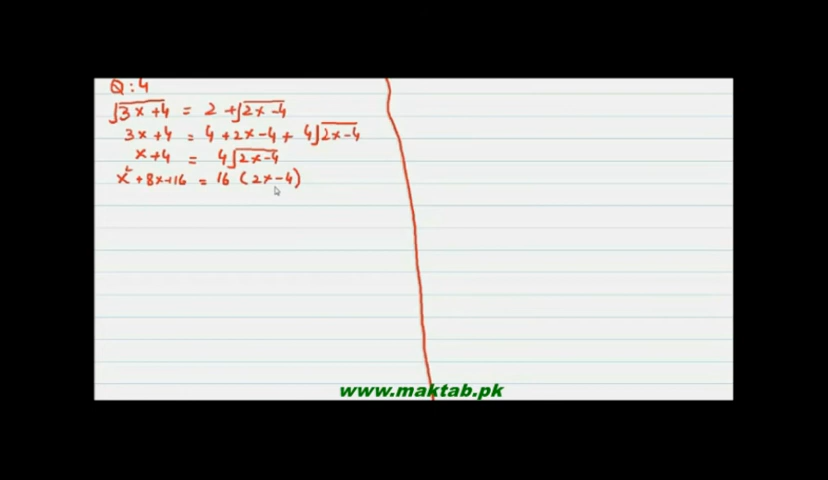 Q:4
√3x+4 = 2 + √2x-4
3x+4 = 4+2x-4+ 4√2x-4
x+4 = 4√2x-4
x²+8x+16 = 16 (2x-4)
www.maktab.pk